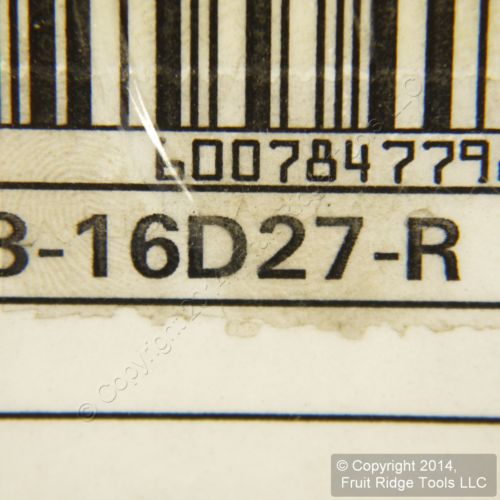 600784779
-16D27-R
© Copyright 2014,
Fruit Ridge Tools LLC